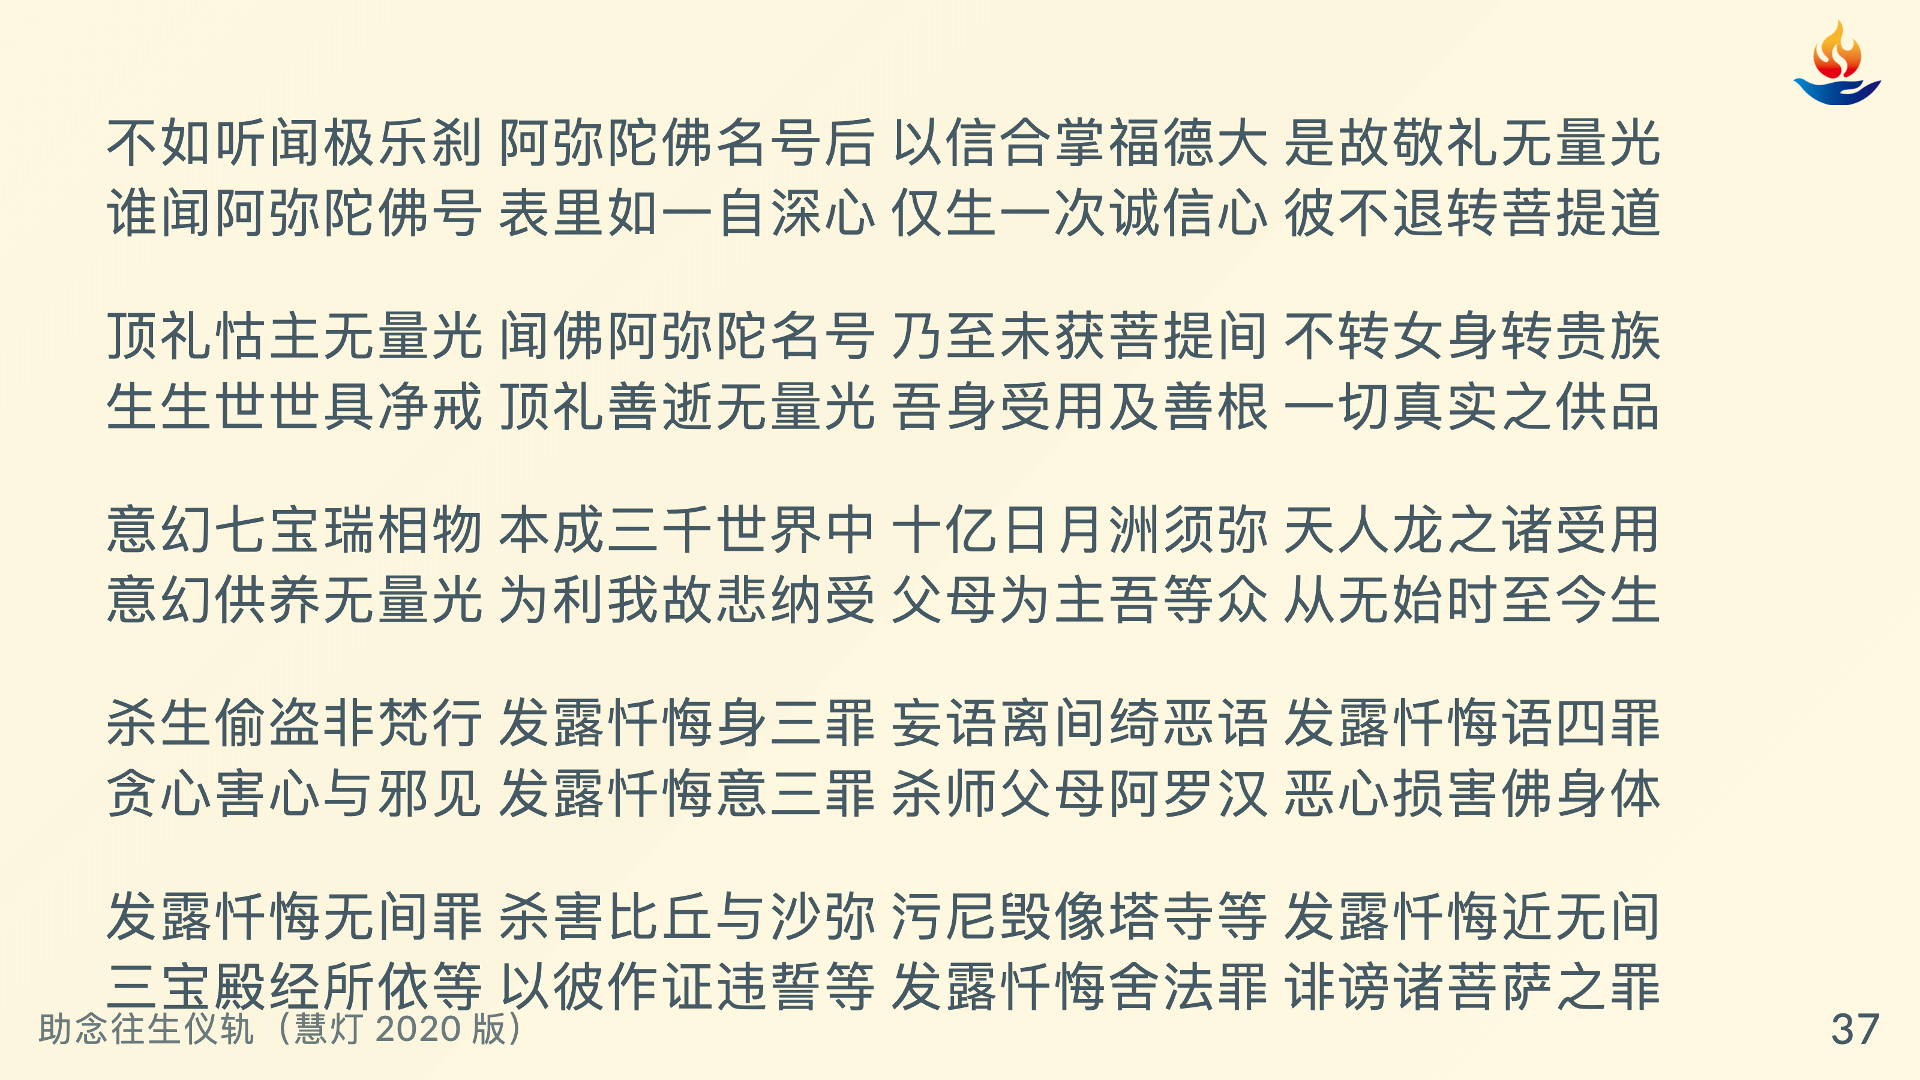 不如听闻极乐刹 阿弥陀佛名号后 以信合掌福德大 是故敬礼无量光
谁闻阿弥陀佛号 表里如一自深心 仅生一次诚信心 彼不退转菩提道
顶礼怙主无量光 闻佛阿弥陀名号 乃至未获菩提间 不转女身转贵族
生生世世具净戒 顶礼善逝无量光 吾身受用及善根 一切真实之供品
意幻七宝瑞相物 本成三千世界中 十亿日月洲须弥 天人龙之诸受用
意幻供养无量光 为利我故悲纳受 父母为主吾等众 从无始时至今生
杀生偷盗非梵行 发露忏悔身三罪 妄语离间绮恶语 发露忏悔语四罪
贪心害心与邪见 发露忏悔意三罪 杀师父母阿罗汉 恶心损害佛身体
发露忏悔无间罪 杀害比丘与沙弥 污尼毁像塔寺等 发露忏悔近无间
三宝殿经所依等 以彼作证违誓等 发露忏悔舍法罪 诽谤诸菩萨之罪
助念往生仪轨（慧灯 2020 版）
37